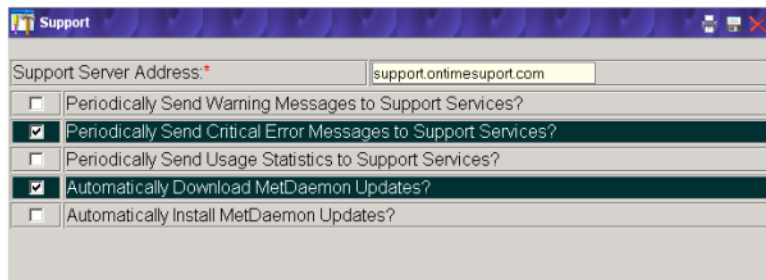 Support
Support Server Address:* support.ontimesuport.com
Periodically Send Warning Messages to Support Services?
Periodically Send Critical Error Messages to Support Services?
Periodically Send Usage Statistics to Support Services?
Automatically Download MetDaemon Updates?
Automatically Install MetDaemon Updates?